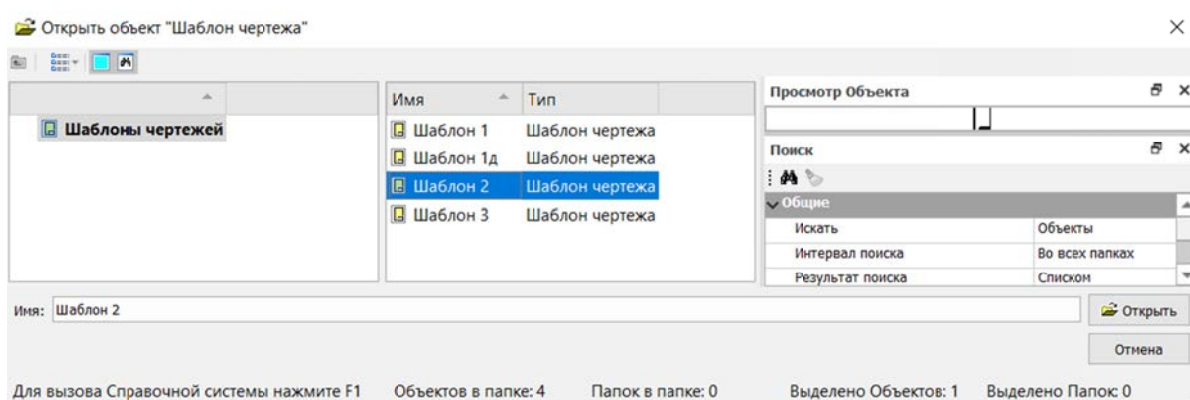 Открыть объект "Шаблон чертежа"
Шаблоны чертежей
Имя Тип
Шаблон 1 Шаблон чертежа
Шаблон 1д Шаблон чертежа
Шаблон 2 Шаблон чертежа
Шаблон 3 Шаблон чертежа
Просмотр Объекта
Поиск
Общие
Искать Объекты
Интервал поиска Во всех папках
Результат поиска Списком
Имя: Шаблон 2 Открыть
Отмена
Для вызова Справочной системы нажмите F1 Объектов в папке: 4 Папок в папке: 0 Выделено Объектов: 1 Выделено Папок: 0